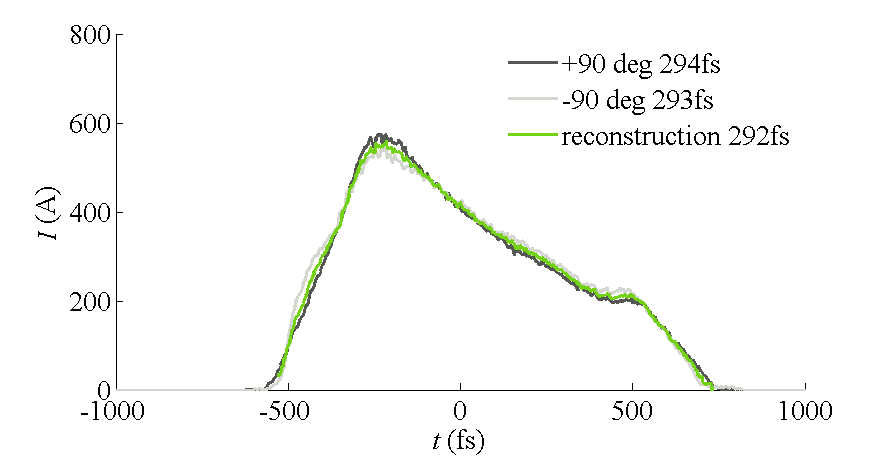 800
600
400
200
0
I (A)
+90 deg 294fs
-90 deg 293fs
reconstruction 292fs
-1000
-500
0
500
1000
t (fs)